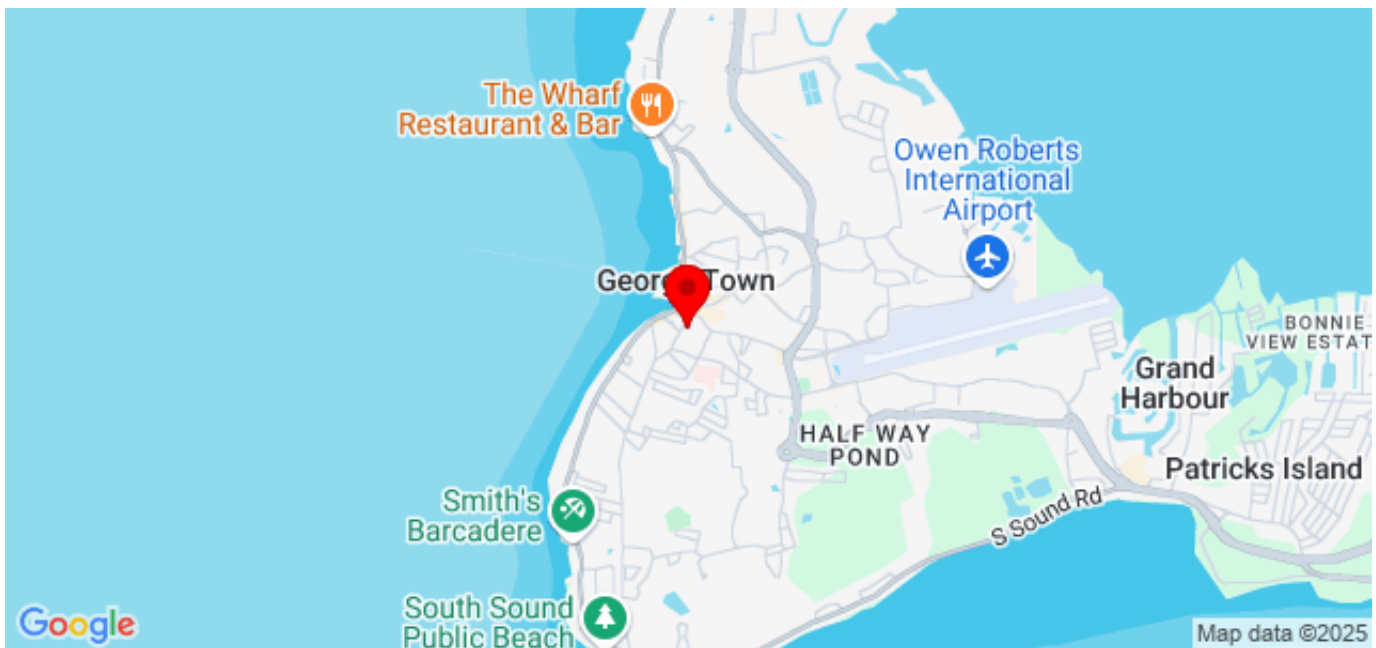 The Wharf
Restaurant & Bar
Owen Roberts
International
Airport
George Town
BONNIE
VIEW ESTAT
Grand
Harbour
HALF WAY
POND
Patricks Island
Smith's
Barcadere
S Sound Rd
South Sound
Public Beach
Google
Map data ©2025